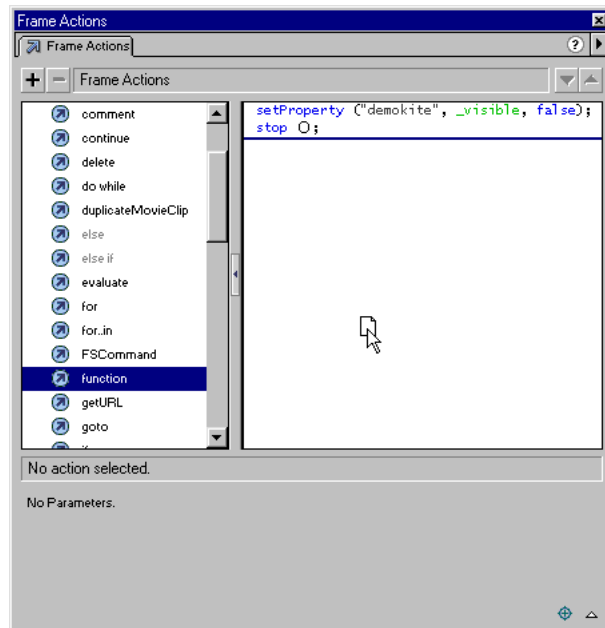 Frame Actions
Frame Actions
?
Frame Actions
comment
continue
delete
do while
duplicateMovieClip
else
else if
evaluate
for
for..in
FSCommand
function
getURL
goto
setProperty ("demokite", _visible, false);
stop ();
No action selected.
No Parameters.